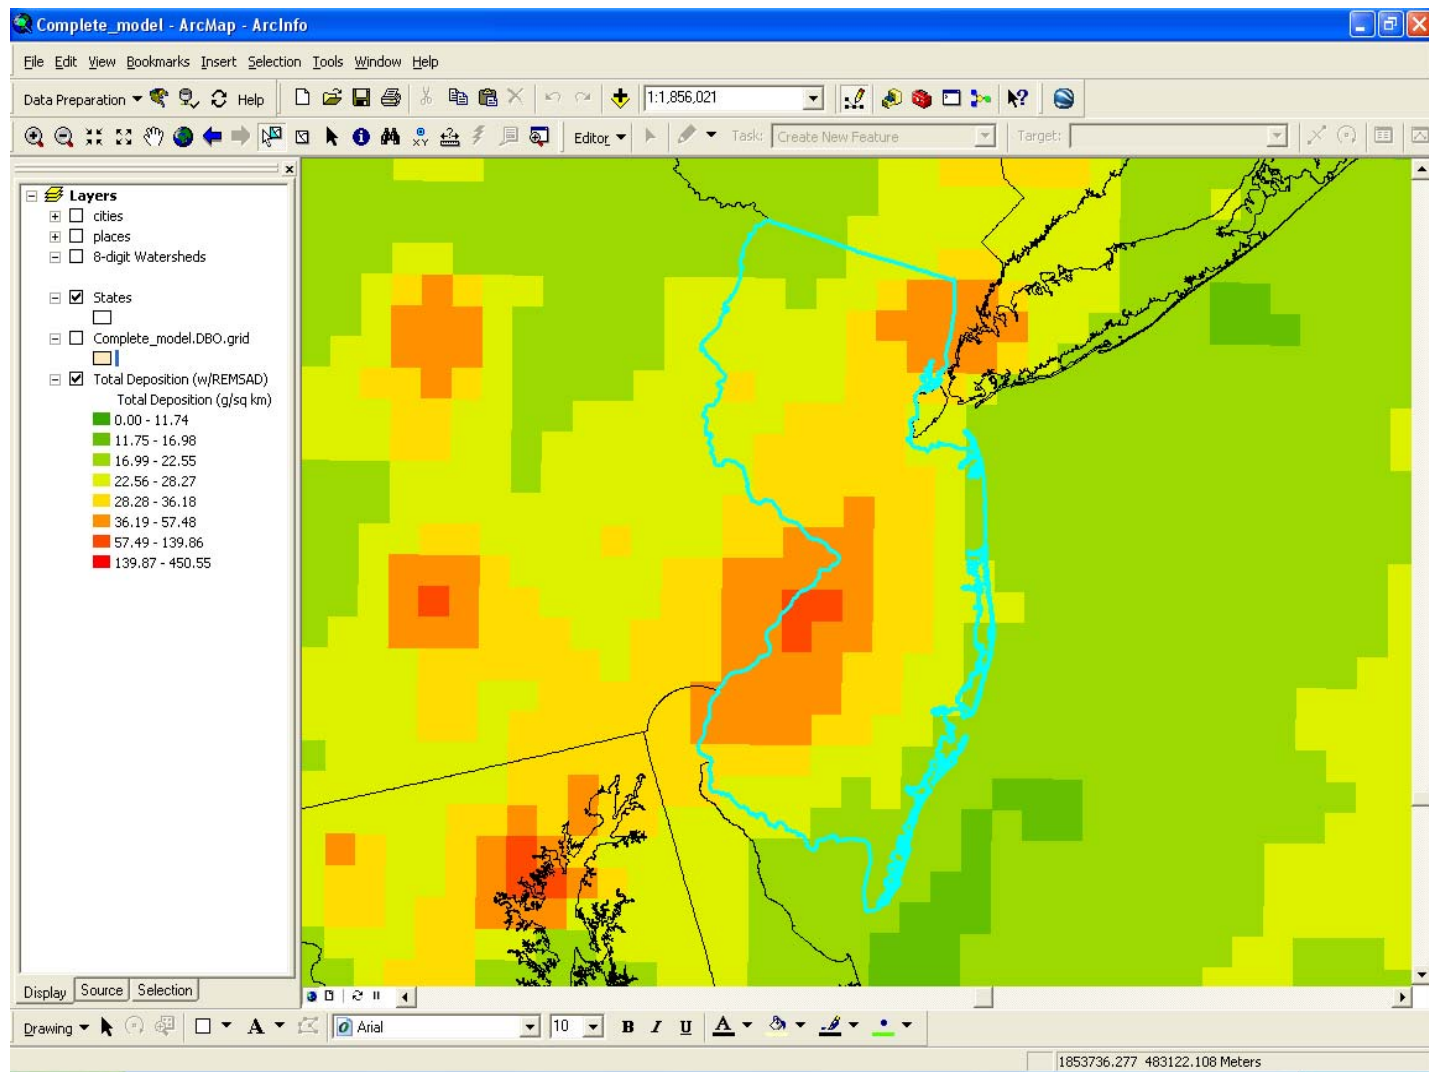 Complete_model - ArcMap - ArcInfo
File Edit View Bookmarks Insert Selection Tools Window Help
Data Preparation Help 1:1,856,021
Editor Task: Create New Feature Target:
Layers
cities
places
8-digit Watersheds
States
Complete_model.DBO.grid
Total Deposition (w/REMSAD)
Total Deposition (g/sq km)
0.00 - 11.74
11.75 - 16.98
16.99 - 22.55
22.56 - 28.27
28.28 - 36.18
36.19 - 57.48
57.49 - 139.86
139.87 - 450.55
Display Source Selection
Drawing A Arial 10 B I U A
1853736.277 483122.108 Meters